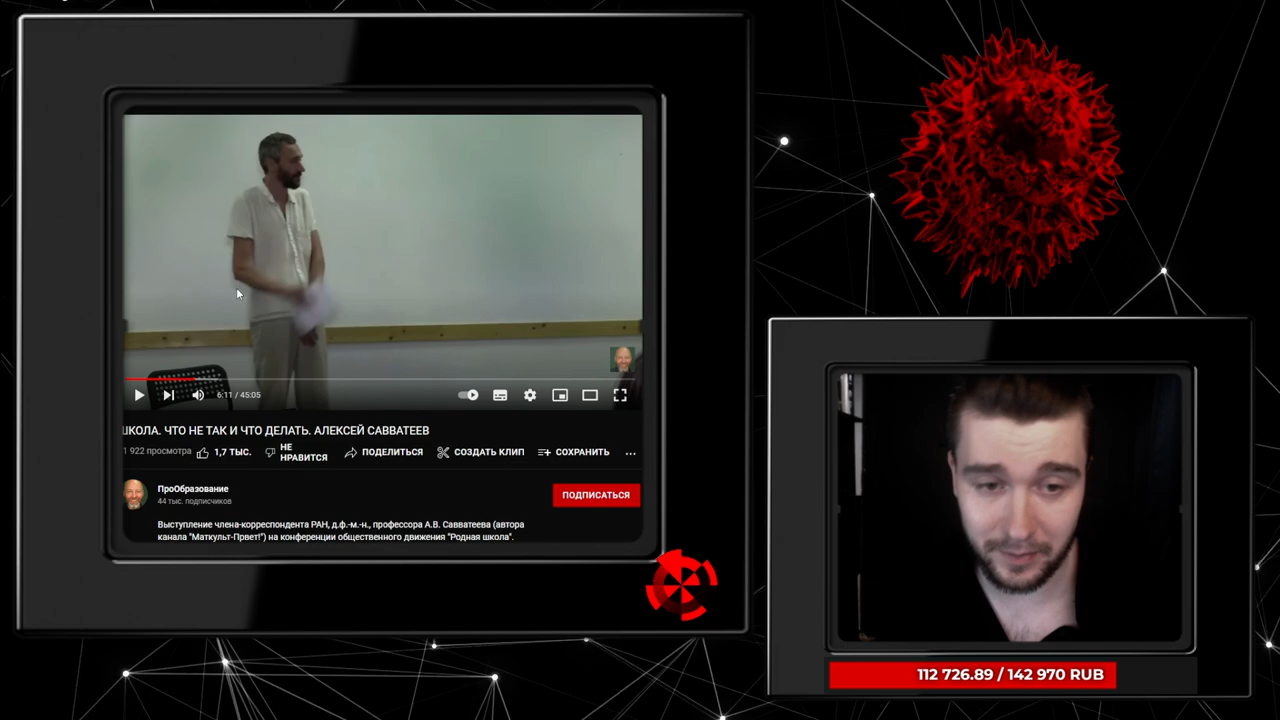 6:11 / 45:05
ШКОЛА. ЧТО НЕ ТАК И ЧТО ДЕЛАТЬ. АЛЕКСЕЙ САВВАТЕЕВ
1 922 просмотра 1,7 ТЫС. НЕ НРАВИТСЯ ПОДЕЛИТЬСЯ СОЗДАТЬ КЛИП СОХРАНИТЬ ...
ПроОбразование
44 тыс. подписчиков
ПОДПИСАТЬСЯ
Выступление члена-корреспондента РАН, д.ф.-м.-н., профессора А.В. Савватеева (автора
канала "Маткульт-Првет!") на конференции общественного движения "Родная школа".
112 726.89 / 142 970 RUB